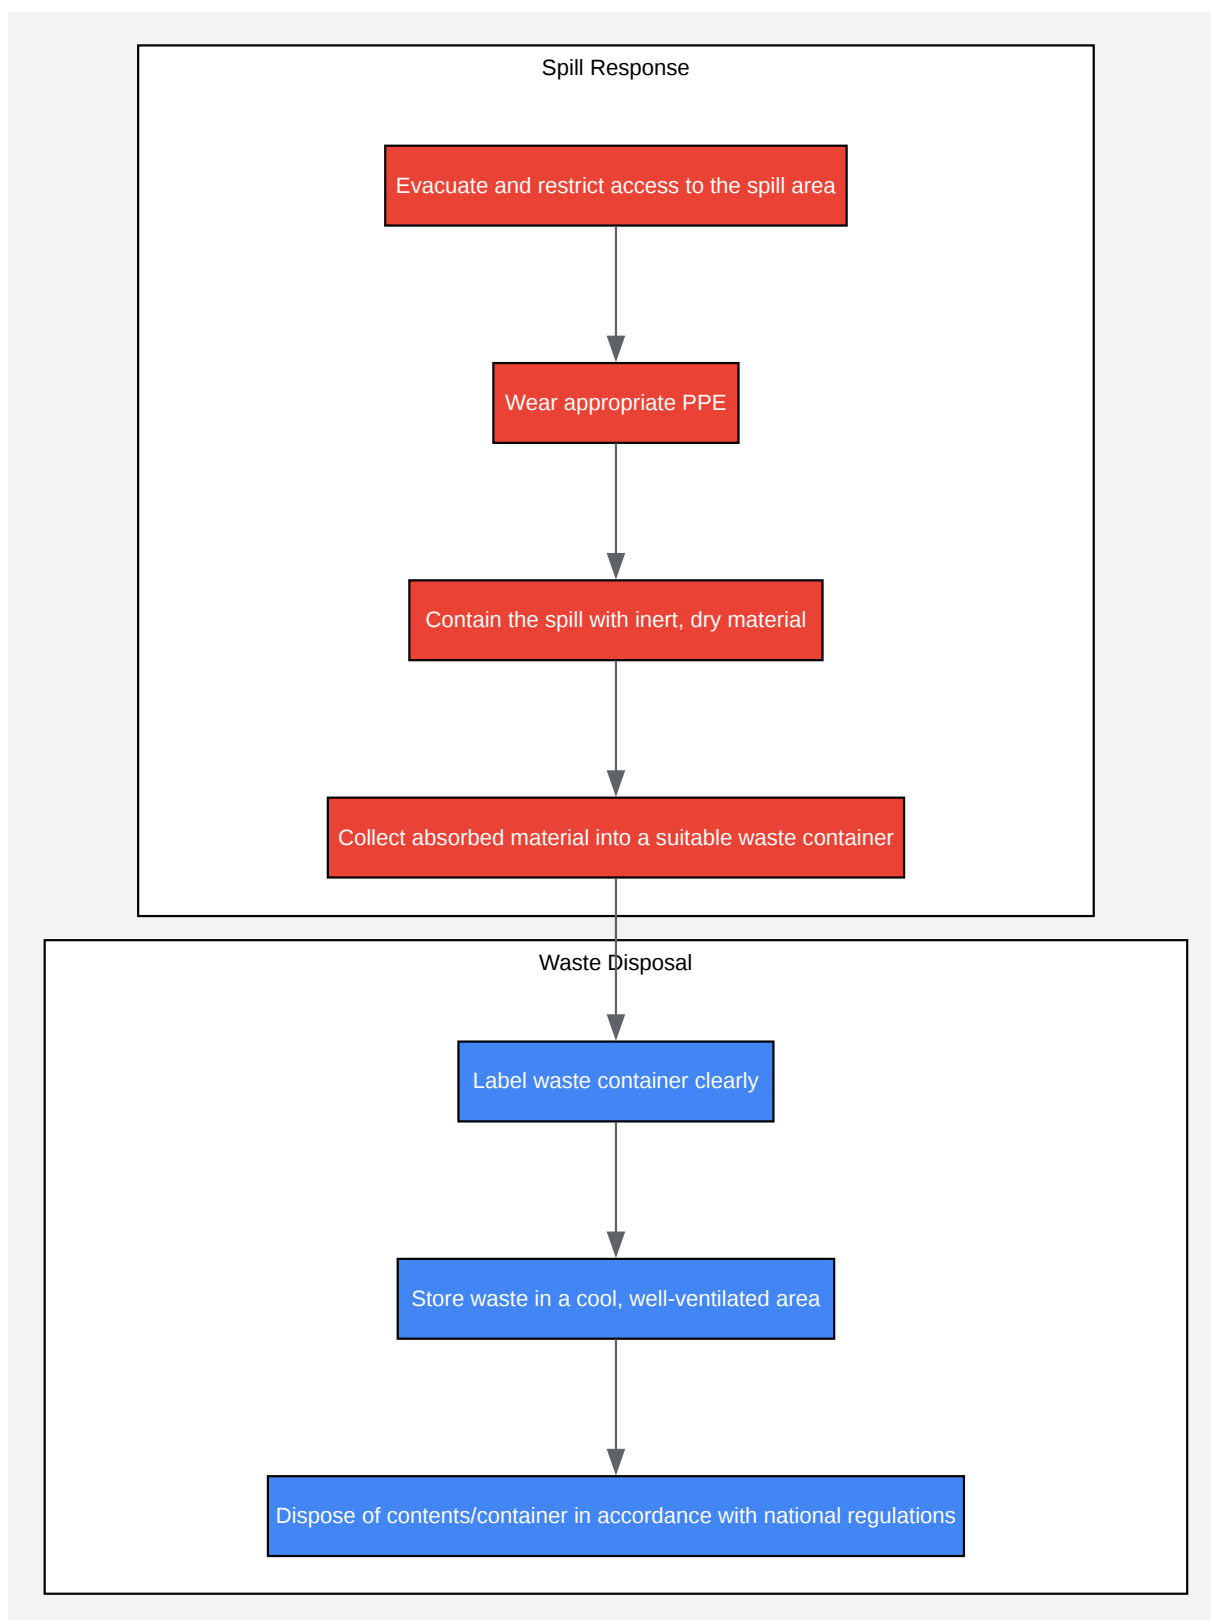 Spill Response
Evacuate and restrict access to the spill area
Wear appropriate PPE
Contain the spill with inert, dry material
Collect absorbed material into a suitable waste container
Waste Disposal
Label waste container clearly
Store waste in a cool, well-ventilated area
Dispose of contents/container in accordance with national regulations